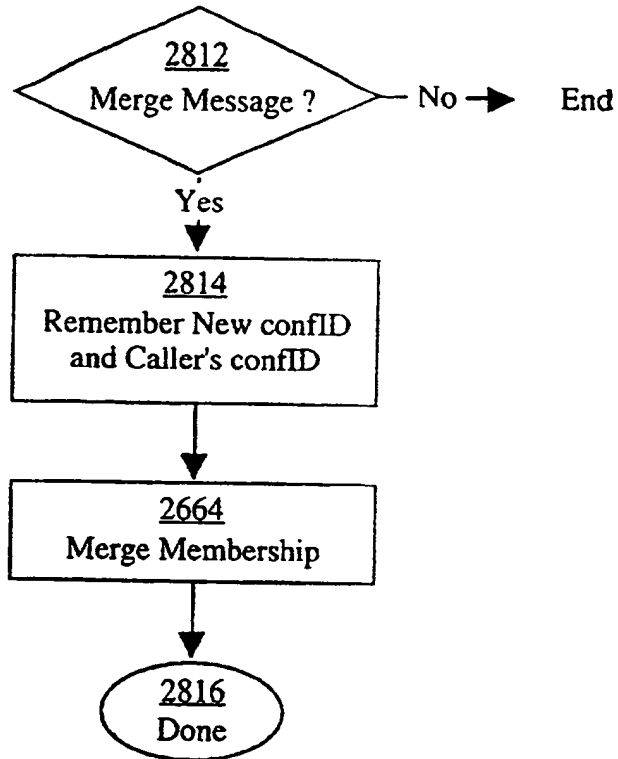 2812
Merge Message ?
No
End
Yes
2814
Remember New confID
and Caller's confID
2664
Merge Membership
2816
Done